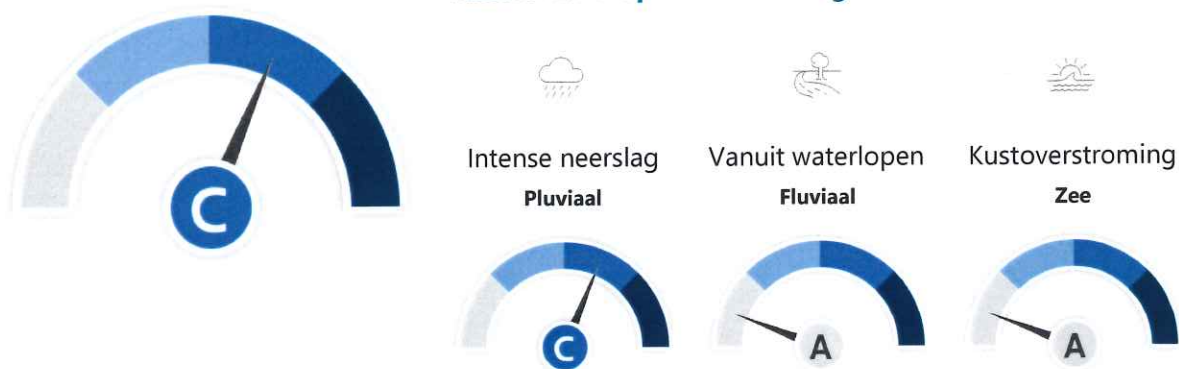 C
Intense neerslag
Vanuit waterlopen
Kustoverstroming
Pluviaal
Fluviaal
Zee
C
A
A